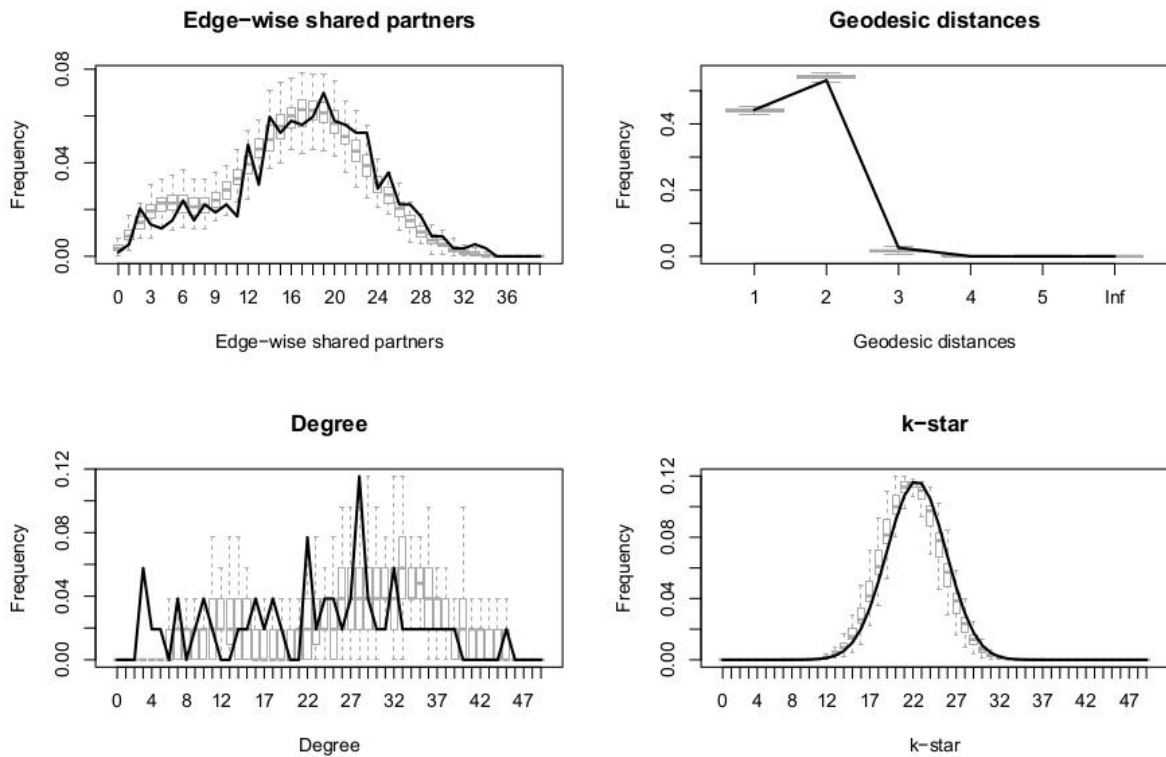 Edge−wise shared partners
Frequency
0.00 0.04 0.08
0 3 6 9 12 16 20 24 28 32 36
Edge−wise shared partners
Geodesic distances
Frequency
0.0 0.4
1 2 3 4 5 Inf
Geodesic distances
Degree
Frequency
0.00 0.04 0.08 0.12
0 4 8 12 17 22 27 32 37 42 47
Degree
k−star
Frequency
0.00 0.04 0.08 0.12
0 4 8 12 17 22 27 32 37 42 47
k−star